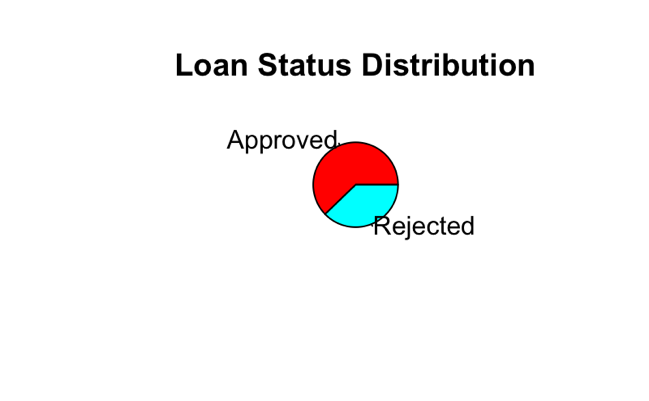 Loan Status Distribution
Approved
Rejected